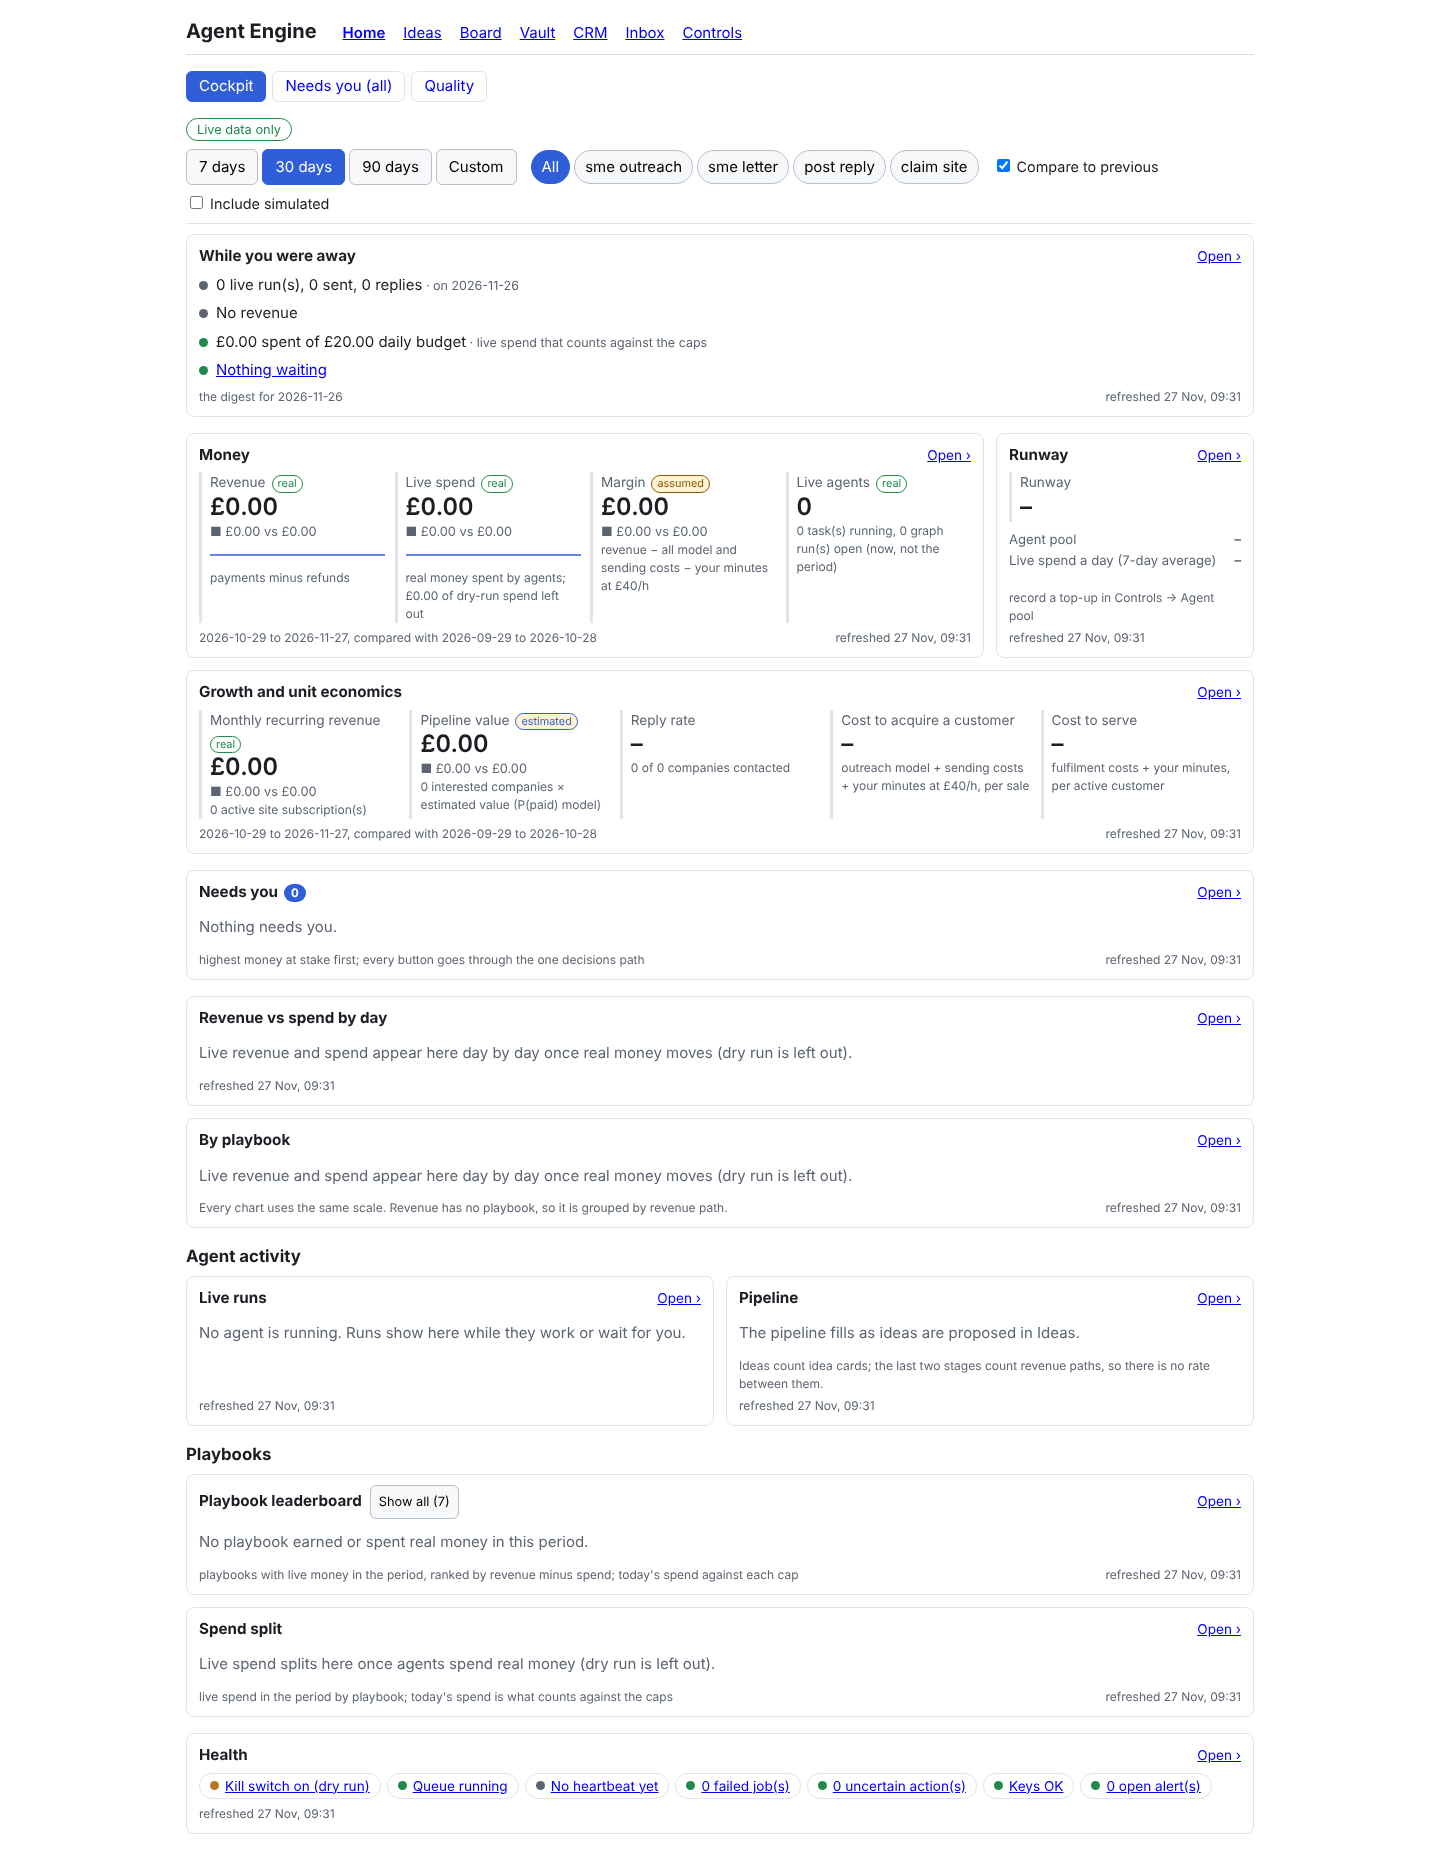 Agent Engine Home Ideas Board Vault CRM Inbox Controls
Cockpit Needs you (all) Quality
Live data only
7 days 30 days 90 days Custom All sme outreach sme letter post reply claim site Compare to previous
Include simulated
While you were away Open ›
0 live run(s), 0 sent, 0 replies · on 2026-11-26
No revenue
£0.00 spent of £20.00 daily budget · live spend that counts against the caps
Nothing waiting
the digest for 2026-11-26 refreshed 27 Nov, 09:31
Money Open ›
Revenue real
£0.00
■ £0.00 vs £0.00
payments minus refunds
Live spend real
£0.00
■ £0.00 vs £0.00
real money spent by agents;
£0.00 of dry-run spend left
out
Margin assumed
£0.00
■ £0.00 vs £0.00
revenue − all model and
sending costs − your minutes
at £40/h
Live agents real
0
0 task(s) running, 0 graph
run(s) open (now, not the
period)
2026-10-29 to 2026-11-27, compared with 2026-09-29 to 2026-10-28 refreshed 27 Nov, 09:31
Runway Open ›
Runway
–
Agent pool –
Live spend a day (7-day average) –
record a top-up in Controls → Agent
pool
refreshed 27 Nov, 09:31
Growth and unit economics Open ›
Monthly recurring revenue
real
£0.00
■ £0.00 vs £0.00
0 active site subscription(s)
Pipeline value estimated
£0.00
■ £0.00 vs £0.00
0 interested companies ×
estimated value (P(paid) model)
Reply rate
–
0 of 0 companies contacted
Cost to acquire a customer
–
outreach model + sending costs
+ your minutes at £40/h, per sale
Cost to serve
–
fulfilment costs + your minutes,
per active customer
2026-10-29 to 2026-11-27, compared with 2026-09-29 to 2026-10-28 refreshed 27 Nov, 09:31
Needs you 0 Open ›
Nothing needs you.
highest money at stake first; every button goes through the one decisions path refreshed 27 Nov, 09:31
Revenue vs spend by day Open ›
Live revenue and spend appear here day by day once real money moves (dry run is left out).
refreshed 27 Nov, 09:31
By playbook Open ›
Live revenue and spend appear here day by day once real money moves (dry run is left out).
Every chart uses the same scale. Revenue has no playbook, so it is grouped by revenue path. refreshed 27 Nov, 09:31
Agent activity
Live runs Open ›
No agent is running. Runs show here while they work or wait for you.
refreshed 27 Nov, 09:31
Pipeline Open ›
The pipeline fills as ideas are proposed in Ideas.
Ideas count idea cards; the last two stages count revenue paths, so there is no rate
between them.
refreshed 27 Nov, 09:31
Playbooks
Playbook leaderboard Show all (7) Open ›
No playbook earned or spent real money in this period.
playbooks with live money in the period, ranked by revenue minus spend; today's spend against each cap refreshed 27 Nov, 09:31
Spend split Open ›
Live spend splits here once agents spend real money (dry run is left out).
live spend in the period by playbook; today's spend is what counts against the caps refreshed 27 Nov, 09:31
Health Open ›
Kill switch on (dry run) Queue running No heartbeat yet 0 failed job(s) 0 uncertain action(s) Keys OK 0 open alert(s)
refreshed 27 Nov, 09:31